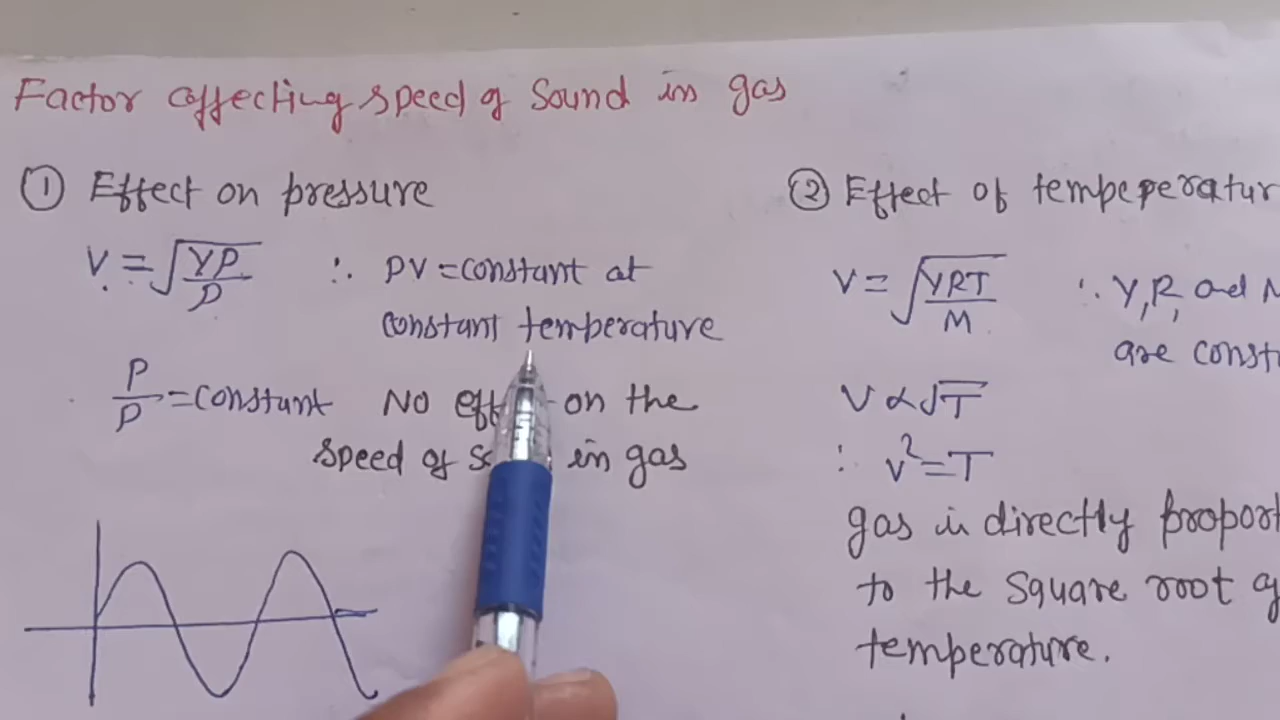 Factor affecting speed of Sound in gas
① Effect on pressure
V = √(γP/ρ) ∴ PV = constant at
constant temperature
P/ρ = constant No on the
speed of in gas
② Effect of tempeperatur
V = √(γRT/M) ∵ γ, R, and M
are const
V ∝ √T
∴ v² = T
gas is directly propor
to the square root of
temperature.